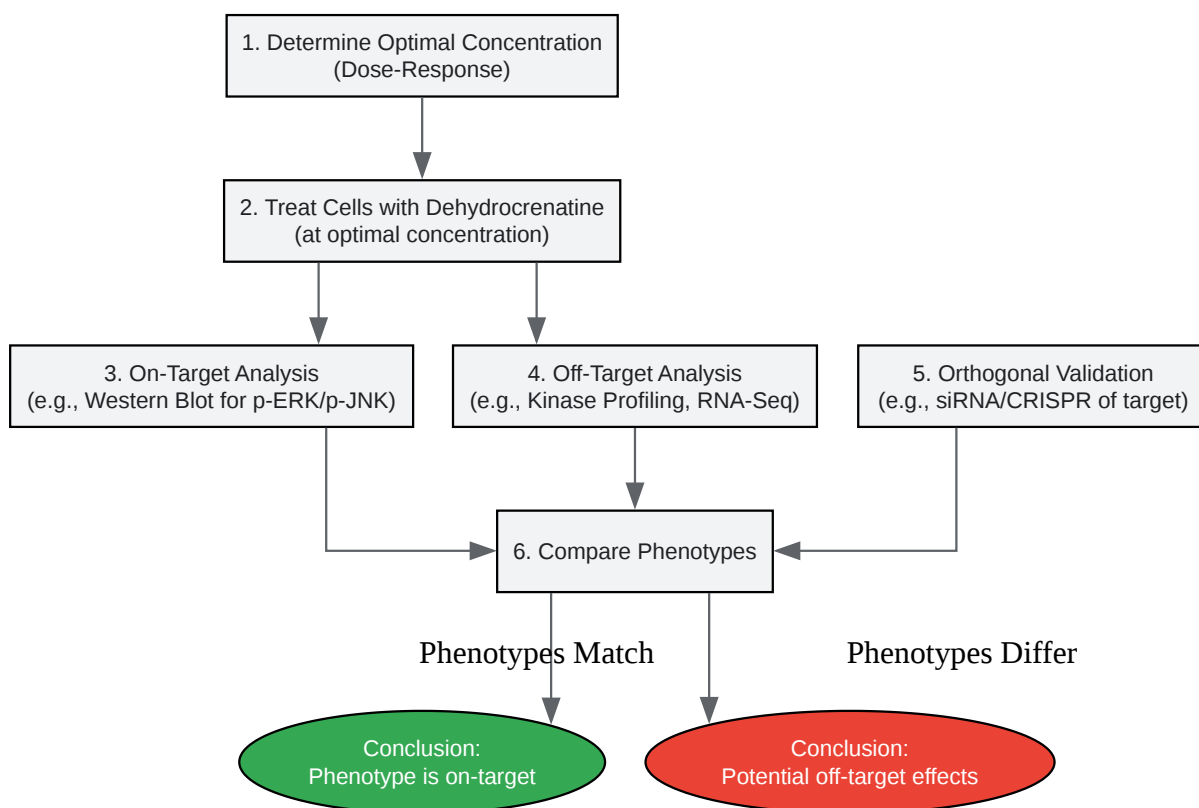 1. Determine Optimal Concentration
(Dose-Response)
2. Treat Cells with Dehydrocrenatine
(at optimal concentration)
3. On-Target Analysis
(e.g., Western Blot for p-ERK/p-JNK)
4. Off-Target Analysis
(e.g., Kinase Profiling, RNA-Seq)
5. Orthogonal Validation
(e.g., siRNA/CRISPR of target)
6. Compare Phenotypes
Phenotypes Match
Phenotypes Differ
Conclusion:
Phenotype is on-target
Conclusion:
Potential off-target effects